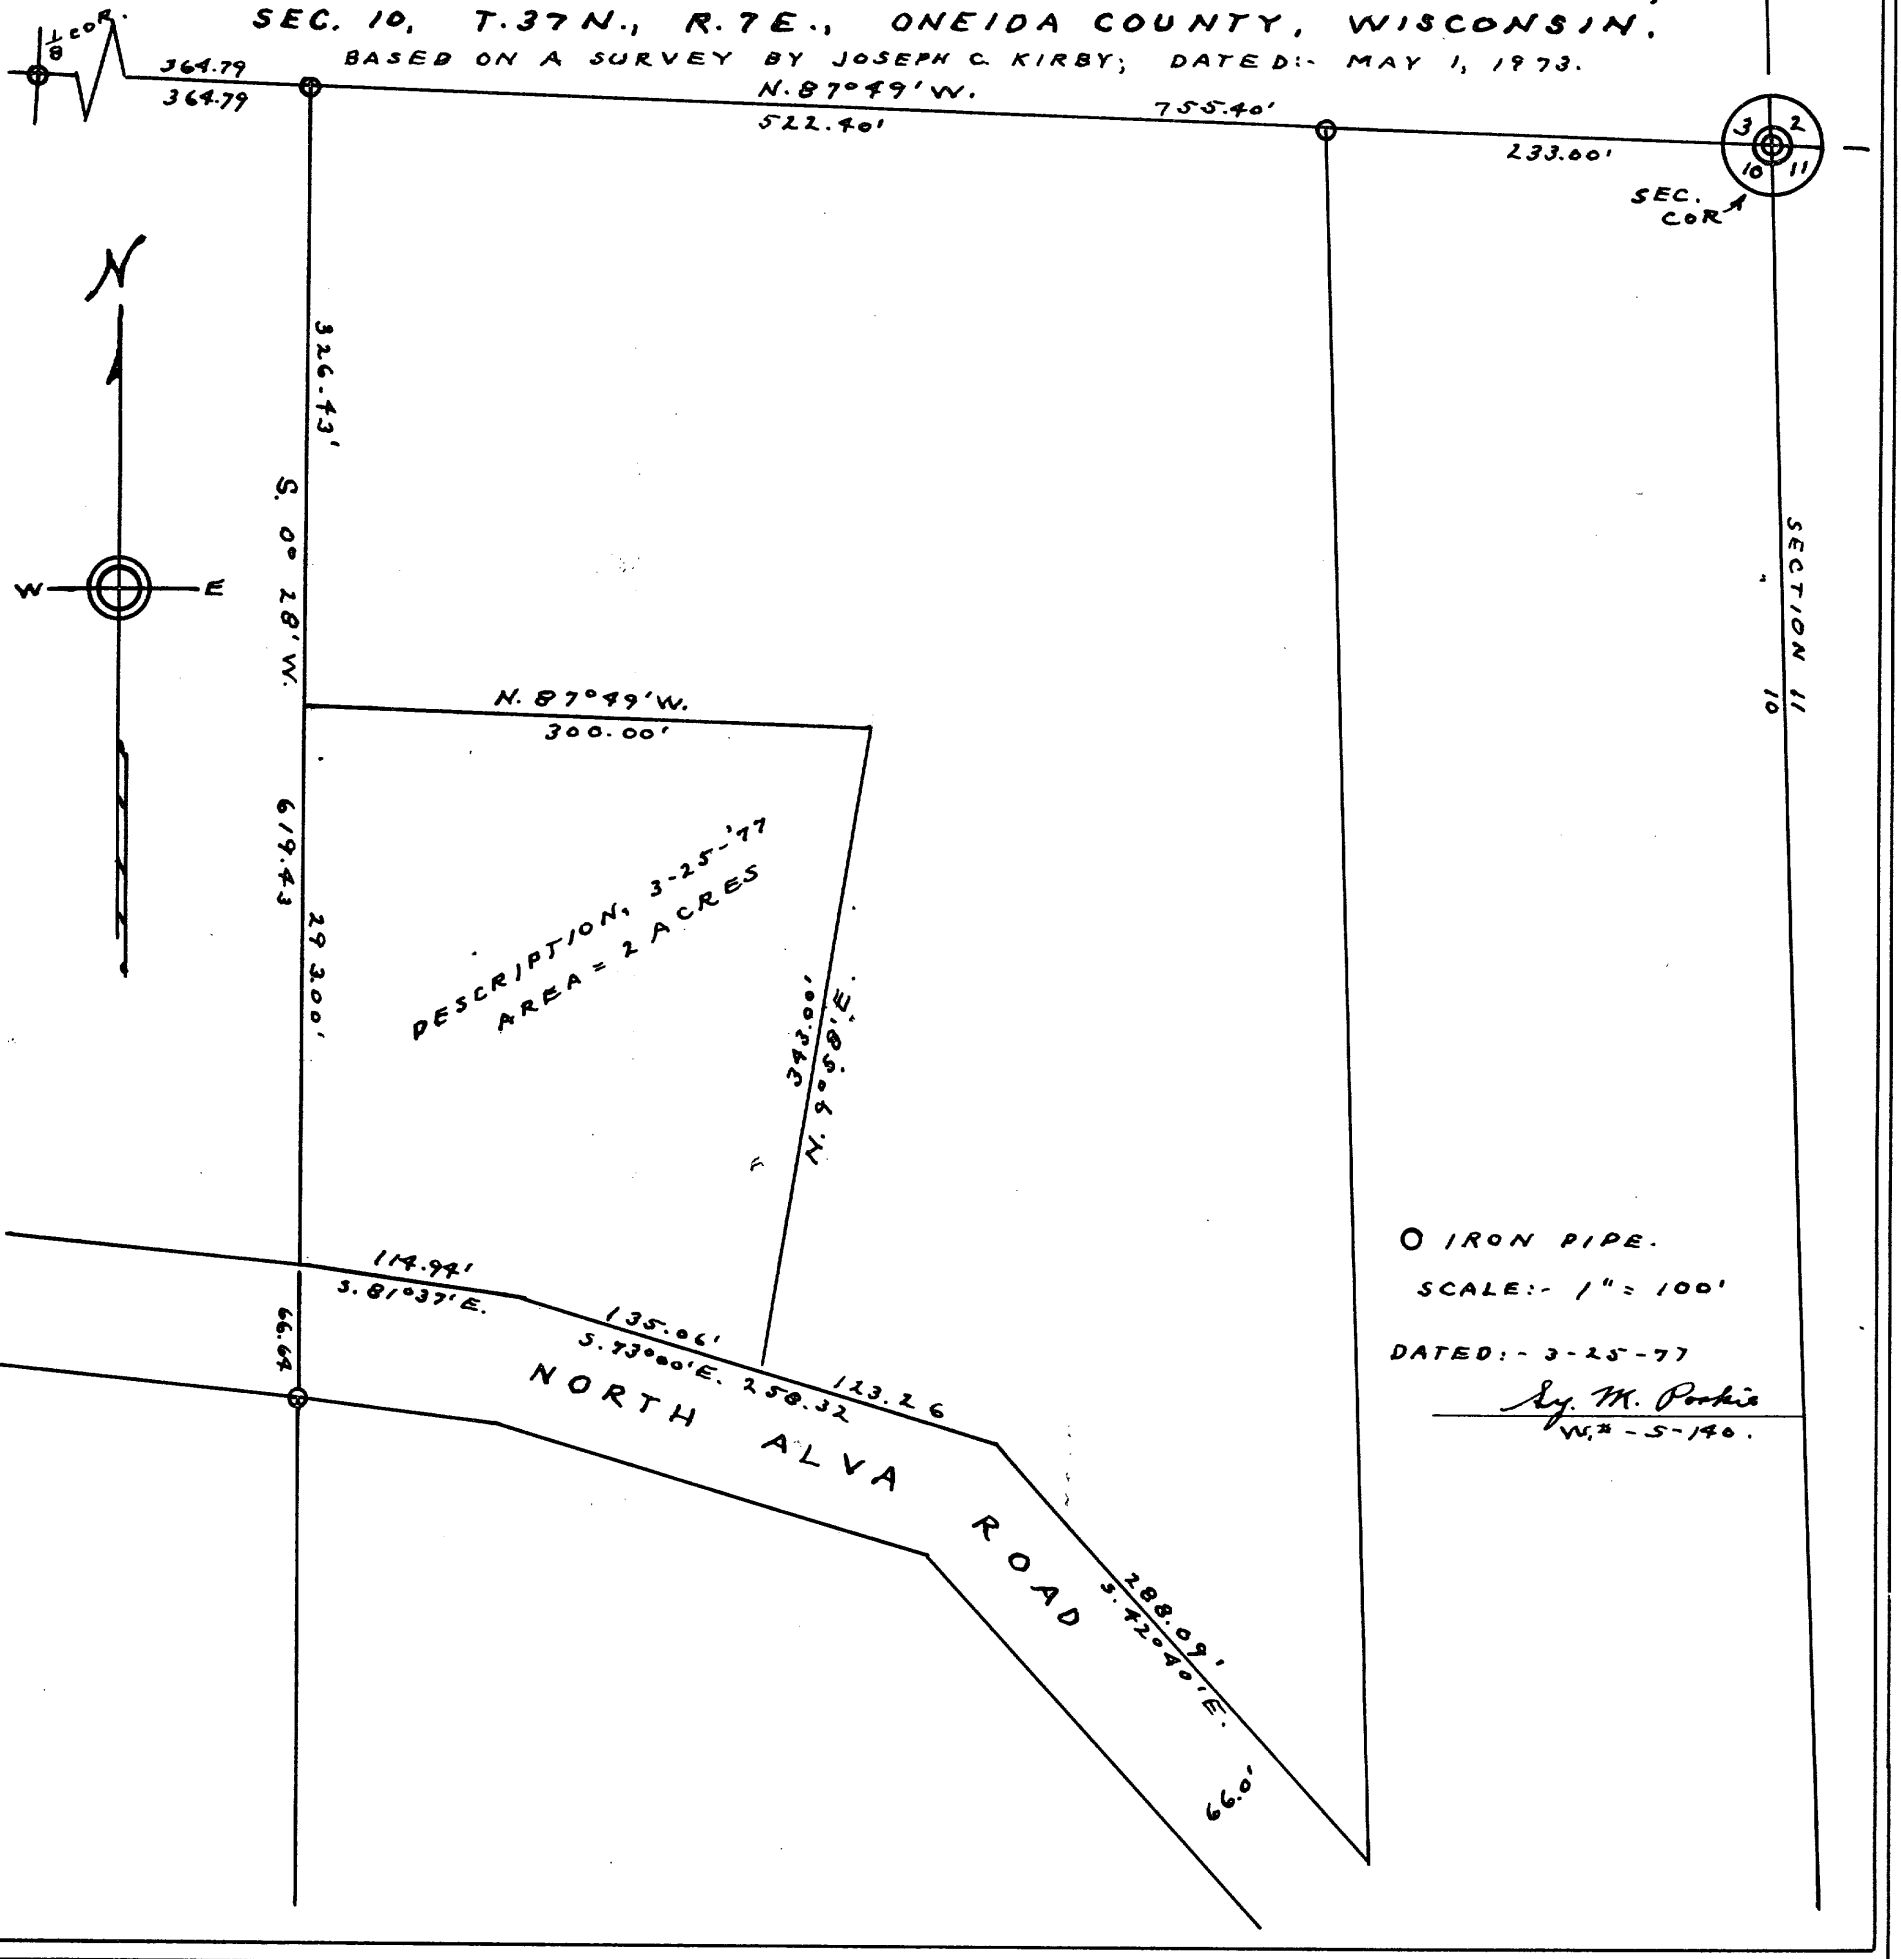 SEC. 10, T.37N., R.7E., ONEIDA COUNTY, WISCONSIN.
BASED ON A SURVEY BY JOSEPH C. KIRBY; DATED:- MAY 1, 1973.
1/8 COR.
364.79
364.79
N. 87°49'W.
522.40'
755.40'
233.00'
3 2
10 11
SEC.
COR
N
W E
326.43'
S. 0° 28' W.
619.43
293.00'
66.64
N. 87°49'W.
300.00'
DESCRIPTION, 3-25-'77
AREA = 2 ACRES
343.00'
N. 6°58'E.
SECTION 11
10
114.94'
S. 81°37'E.
135.06'
S. 73°00'E. 258.32
123.26
NORTH ALVA ROAD
288.09'
S. 42°40'E.
66.0'
O IRON PIPE.
SCALE:- 1" = 100'
DATED:- 3-25-77
W.# - S-140.